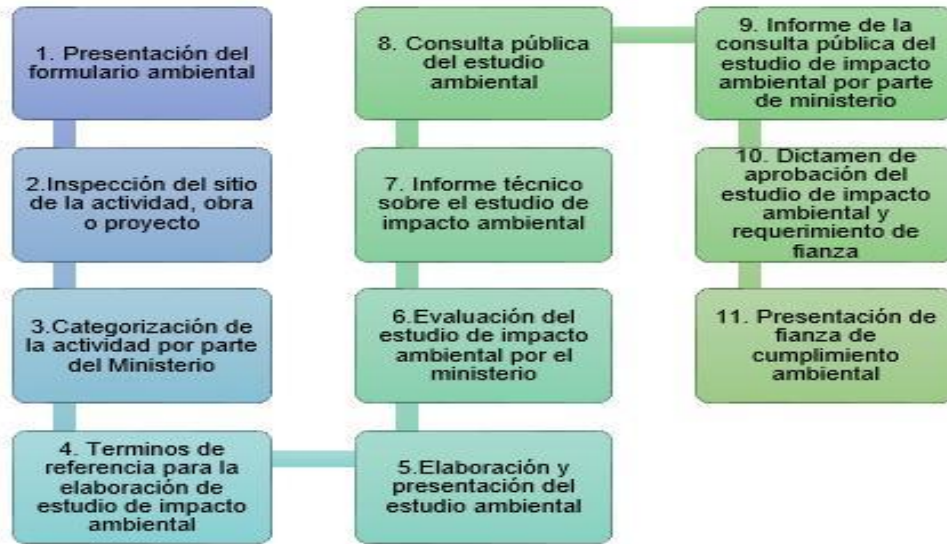 1. Presentación del
formulario ambiental
2.Inspección del sitio
de la actividad, obra
o proyecto
3.Categorización de
la actividad por parte
del Ministerio
4. Terminos de
referencia para la
elaboración de
estudio de impacto
ambiental
5.Elaboración y
presentación del
estudio ambiental
6.Evaluación del
estudio de impacto
ambiental por el
ministerio
7. Informe técnico
sobre el estudio de
impacto ambiental
8. Consulta pública
del estudio
ambiental
9. Informe de la
consulta pública del
estudio de impacto
ambiental por parte
de ministerio
10. Dictamen de
aprobación del
estudio de impacto
ambiental y
requerimiento de
fianza
11. Presentación de
fianza de
cumplimiento
ambiental